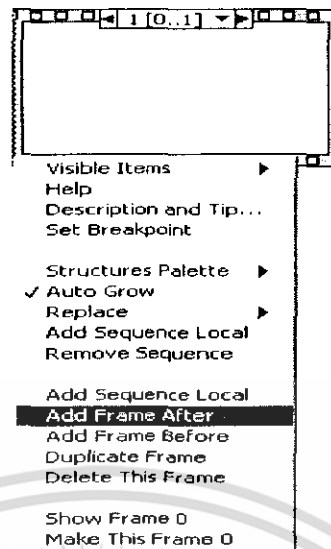 1 [0..1]
Visible Items
Help
Description and Tip...
Set Breakpoint
Structures Palette
✓ Auto Grow
Replace
Add Sequence Local
Remove Sequence
Add Sequence Local
Add Frame After
Add Frame Before
Duplicate Frame
Delete This Frame
Show Frame 0
Make This Frame 0